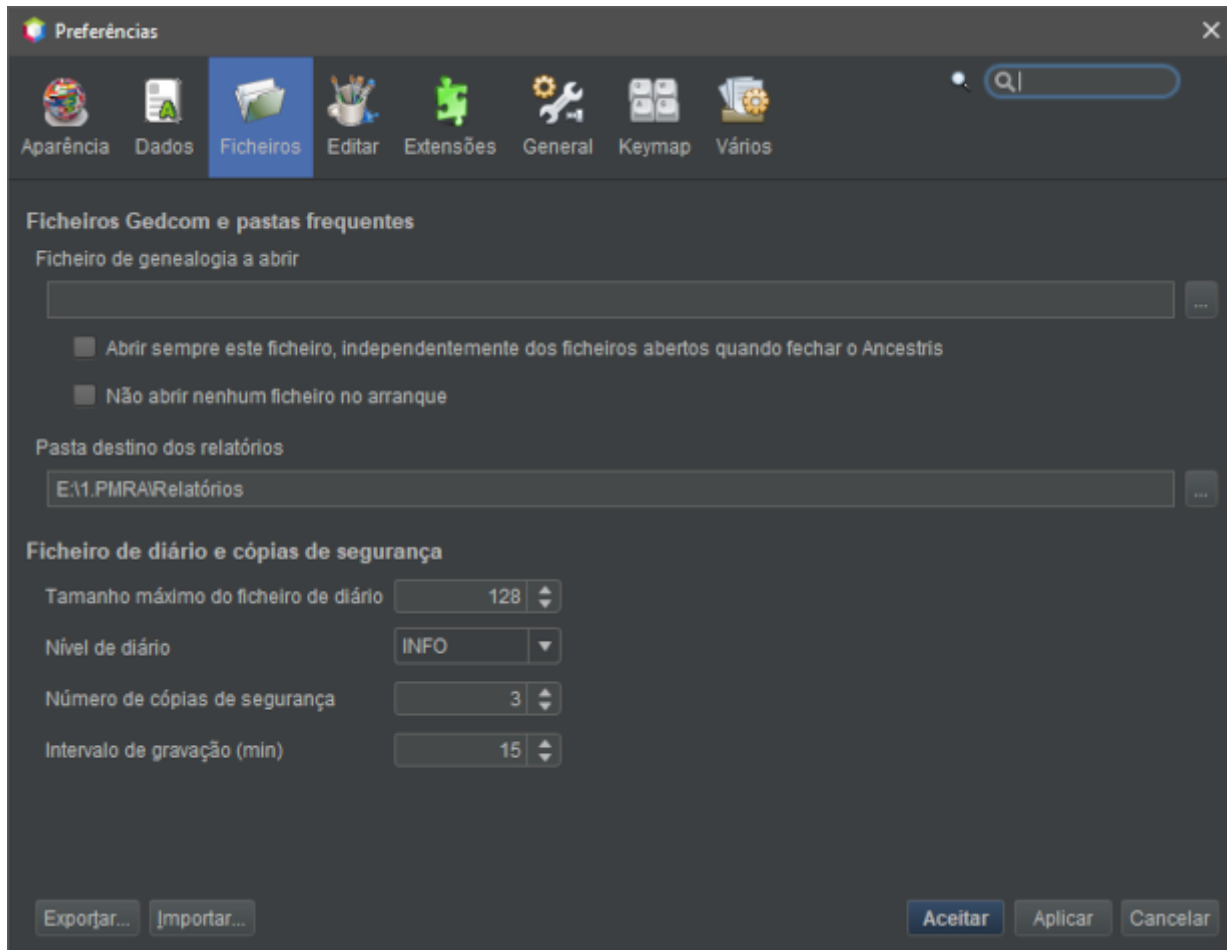 Preferências
Aparência Dados Ficheiros Editar Extensões General Keymap Vários
Ficheiros Gedcom e pastas frequentes
Ficheiro de genealogia a abrir
...
Abrir sempre este ficheiro, independentemente dos ficheiros abertos quando fechar o Ancestris
Não abrir nenhum ficheiro no arranque
Pasta destino dos relatórios
E:\1.PMRA\Relatórios
...
Ficheiro de diário e cópias de segurança
Tamanho máximo do ficheiro de diário 128
Nível de diário INFO
Número de cópias de segurança 3
Intervalo de gravação (min) 15
Exportar... Importar... Aceitar Aplicar Cancelar